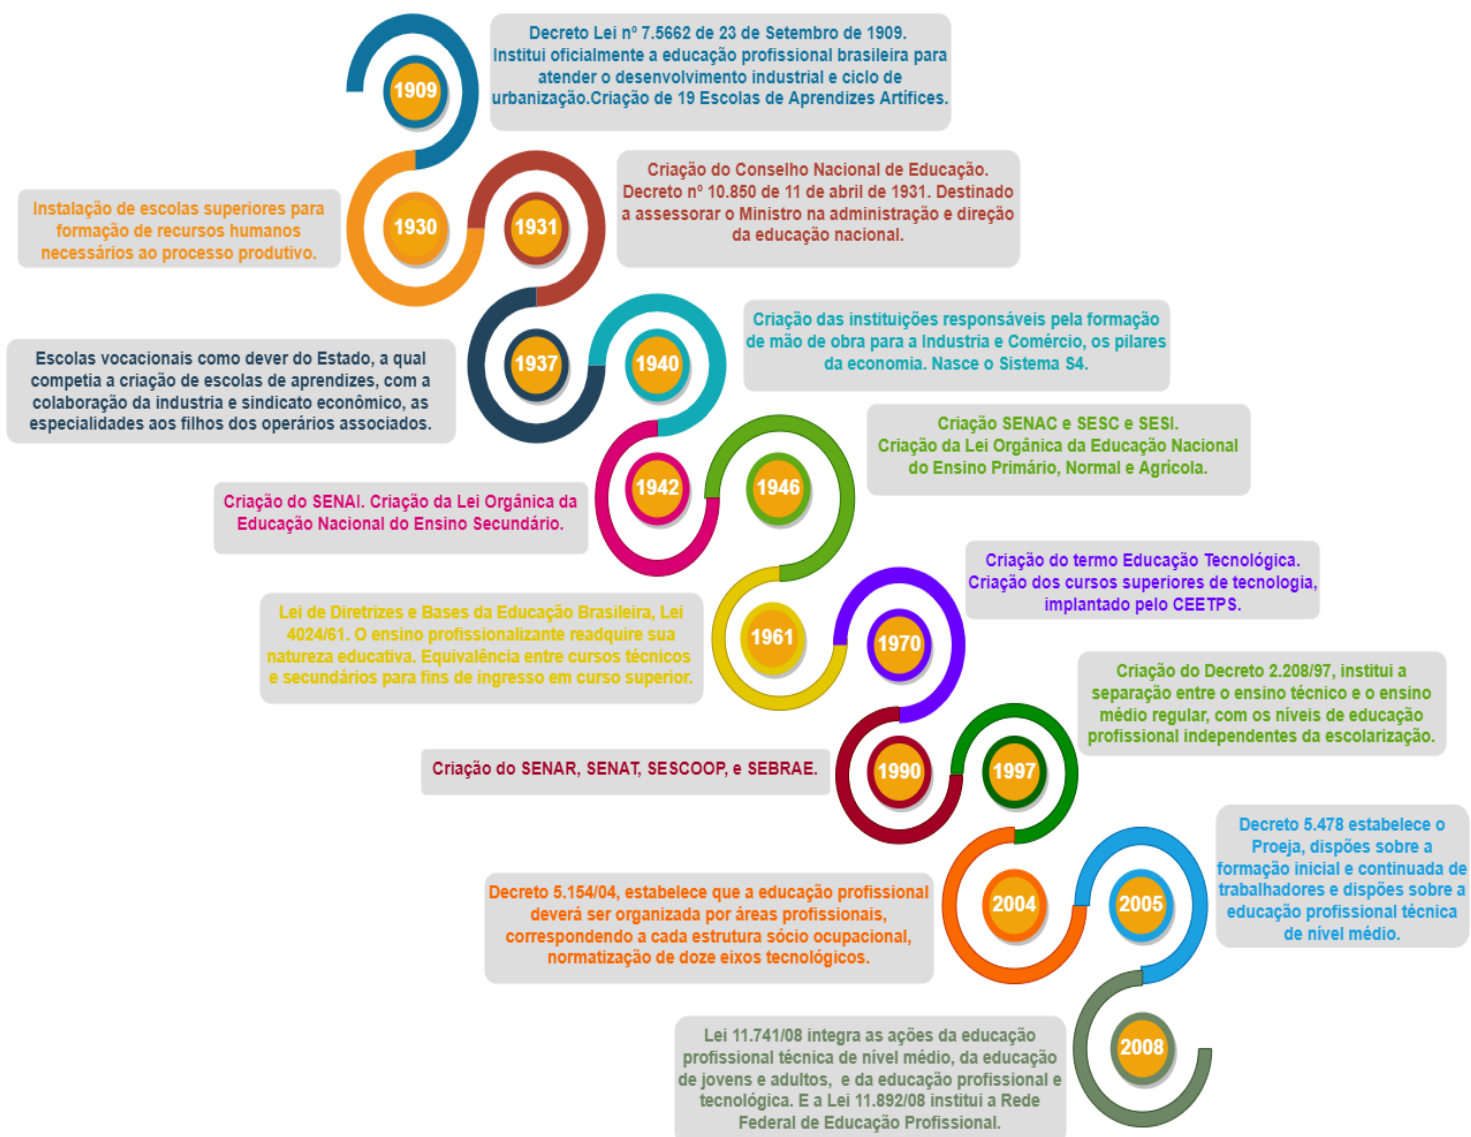 Decreto Lei nº 7.5662 de 23 de Setembro de 1909.
Institui oficialmente a educação profissional brasileira para
atender o desenvolvimento industrial e ciclo de
urbanização.Criação de 19 Escolas de Aprendizes Artífices.
1909
Instalação de escolas superiores para
formação de recursos humanos
necessários ao processo produtivo.
1930
1931
Criação do Conselho Nacional de Educação.
Decreto nº 10.850 de 11 de abril de 1931. Destinado
a assessorar o Ministro na administração e direção
da educação nacional.
Escolas vocacionais como dever do Estado, a qual
competia a criação de escolas de aprendizes, com a
colaboração da industria e sindicato econômico, as
especialidades aos filhos dos operários associados.
1937
1940
Criação das instituições responsáveis pela formação
de mão de obra para a Industria e Comércio, os pilares
da economia. Nasce o Sistema S4.
Criação do SENAI. Criação da Lei Orgânica da
Educação Nacional do Ensino Secundário.
1942
1946
Criação SENAC e SESC e SESI.
Criação da Lei Orgânica da Educação Nacional
do Ensino Primário, Normal e Agrícola.
Lei de Diretrizes e Bases da Educação Brasileira, Lei
4024/61. O ensino profissionalizante readquire sua
natureza educativa. Equivalência entre cursos técnicos
e secundários para fins de ingresso em curso superior.
1961
1970
Criação do termo Educação Tecnológica.
Criação dos cursos superiores de tecnologia,
implantado pelo CEETPS.
Criação do SENAR, SENAT, SESCOOP, e SEBRAE.
1990
1997
Criação do Decreto 2.208/97, institui a
separação entre o ensino técnico e o ensino
médio regular, com os níveis de educação
profissional independentes da escolarização.
Decreto 5.154/04, estabelece que a educação profissional
deverá ser organizada por áreas profissionais,
correspondendo a cada estrutura sócio ocupacional,
normatização de doze eixos tecnológicos.
2004
2005
Decreto 5.478 estabelece o
Proeja, dispões sobre a
formação inicial e continuada de
trabalhadores e dispões sobre a
educação profissional técnica
de nível médio.
Lei 11.741/08 integra as ações da educação
profissional técnica de nível médio, da educação
de jovens e adultos, e da educação profissional e
tecnológica. E a Lei 11.892/08 institui a Rede
Federal de Educação Profissional.
2008